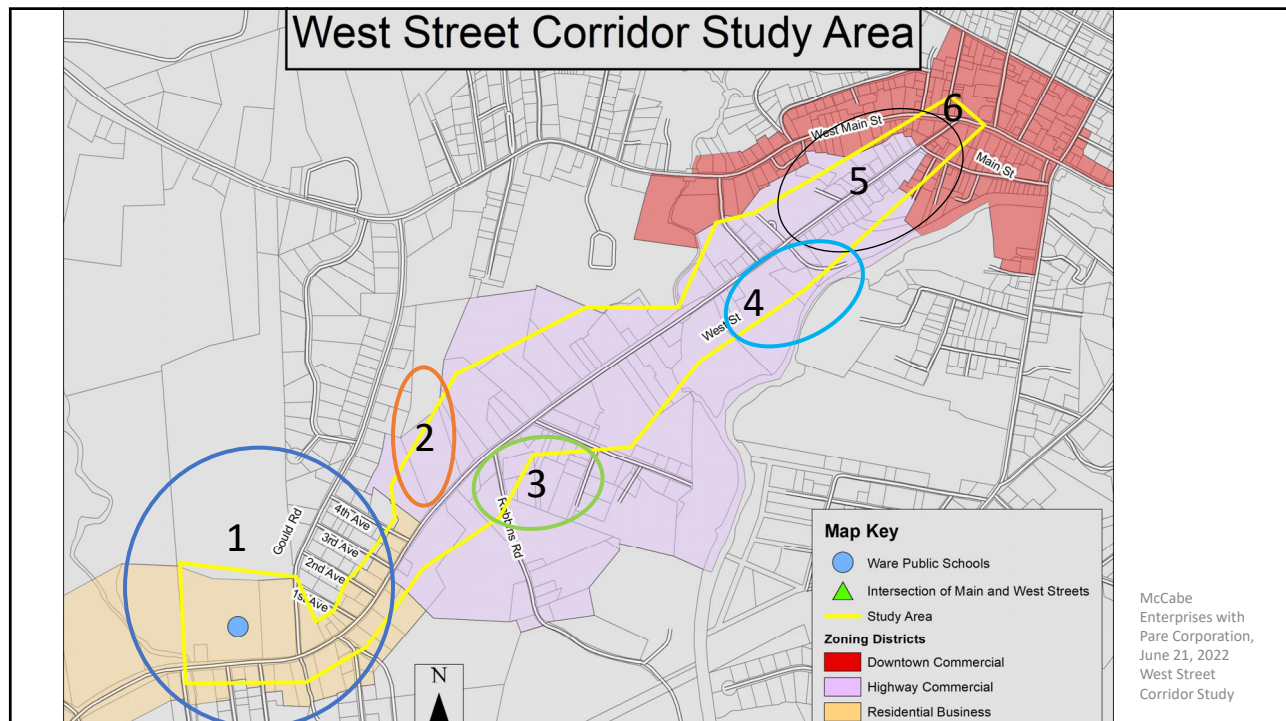 West Street Corridor Study Area
6
West Main St
Main St
5
4
West St
2
3
Robbins Rd
1
Gould Rd
4th Ave
3rd Ave
2nd Ave
1st Ave
N
Map Key
Ware Public Schools
Intersection of Main and West Streets
Study Area
Zoning Districts
Downtown Commercial
Highway Commercial
Residential Business
McCabe
Enterprises with
Pare Corporation,
June 21, 2022
West Street
Corridor Study